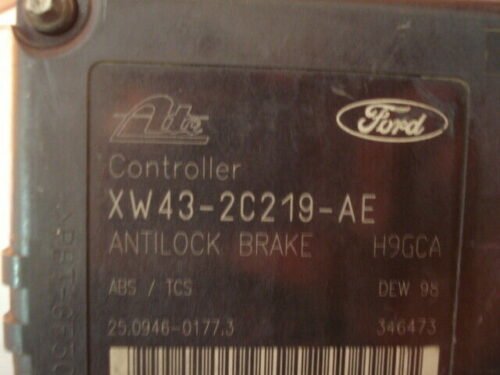 Ate Ford
Controller
XW43-2C219-AE
ANTILOCK BRAKE H9GCA
ABS / TCS DEW 98
25.0946-0177.3 346473